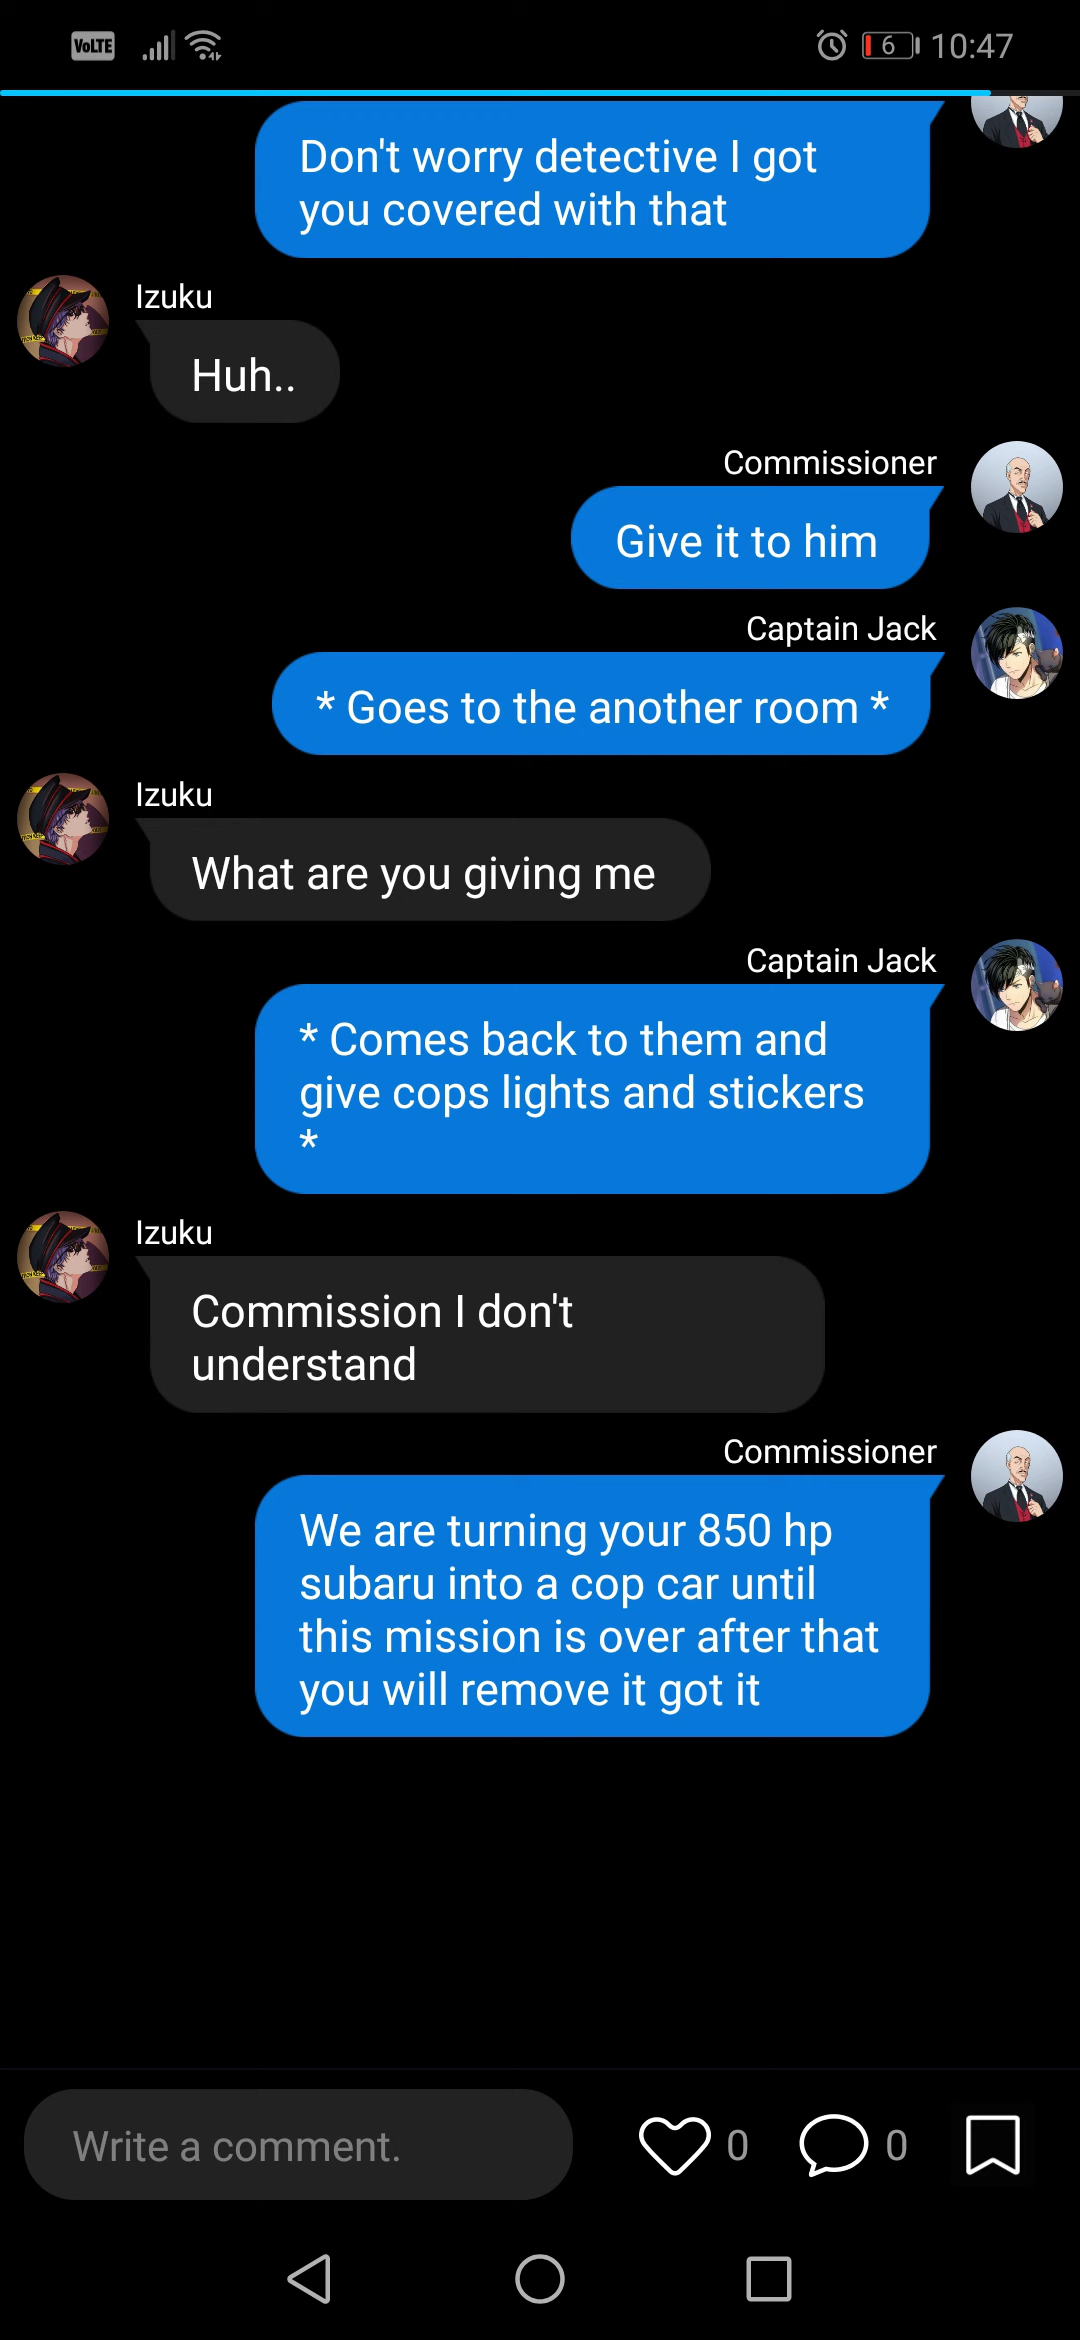 VoLTE 6 10:47
Don't worry detective I got
you covered with that
Izuku
Huh..
Commissioner
Give it to him
Captain Jack
* Goes to the another room *
Izuku
What are you giving me
Captain Jack
* Comes back to them and
give cops lights and stickers
*
Izuku
Commission I don't
understand
Commissioner
We are turning your 850 hp
subaru into a cop car until
this mission is over after that
you will remove it got it
Write a comment. 0 0